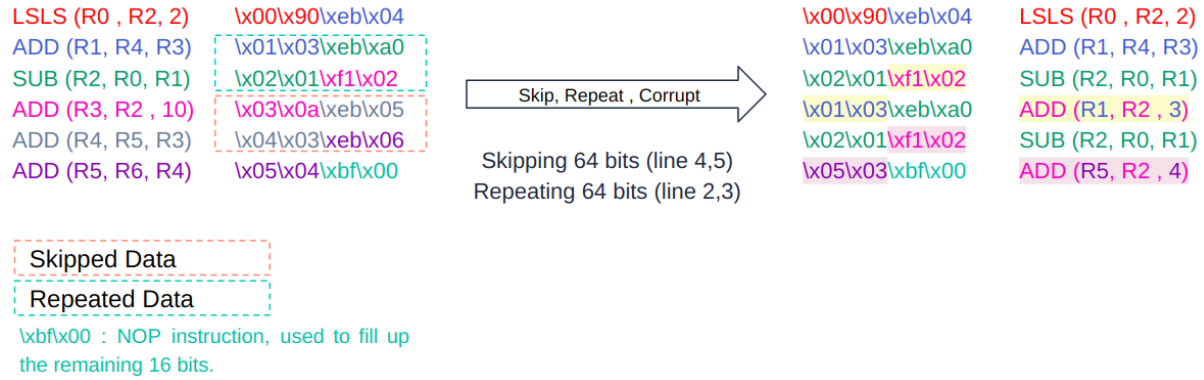 LSLS (R0 , R2, 2) \x00\x90\xeb\x04 \x00\x90\xeb\x04 LSLS (R0 , R2, 2)
ADD (R1, R4, R3) \x01\x03\xeb\xa0 \x01\x03\xeb\xa0 ADD (R1, R4, R3)
SUB (R2, R0, R1) \x02\x01\xf1\x02 Skip, Repeat , Corrupt \x02\x01\xf1\x02 SUB (R2, R0, R1)
ADD (R3, R2 , 10) \x03\x0a\xeb\x05 \x01\x03\xeb\xa0 ADD (R1, R2 , 3)
ADD (R4, R5, R3) \x04\x03\xeb\x06 Skipping 64 bits (line 4,5) \x02\x01\xf1\x02 SUB (R2, R0, R1)
ADD (R5, R6, R4) \x05\x04\xbf\x00 Repeating 64 bits (line 2,3) \x05\x03\xbf\x00 ADD (R5, R2 , 4)
Skipped Data
Repeated Data
\xbf\x00 : NOP instruction, used to fill up
the remaining 16 bits.